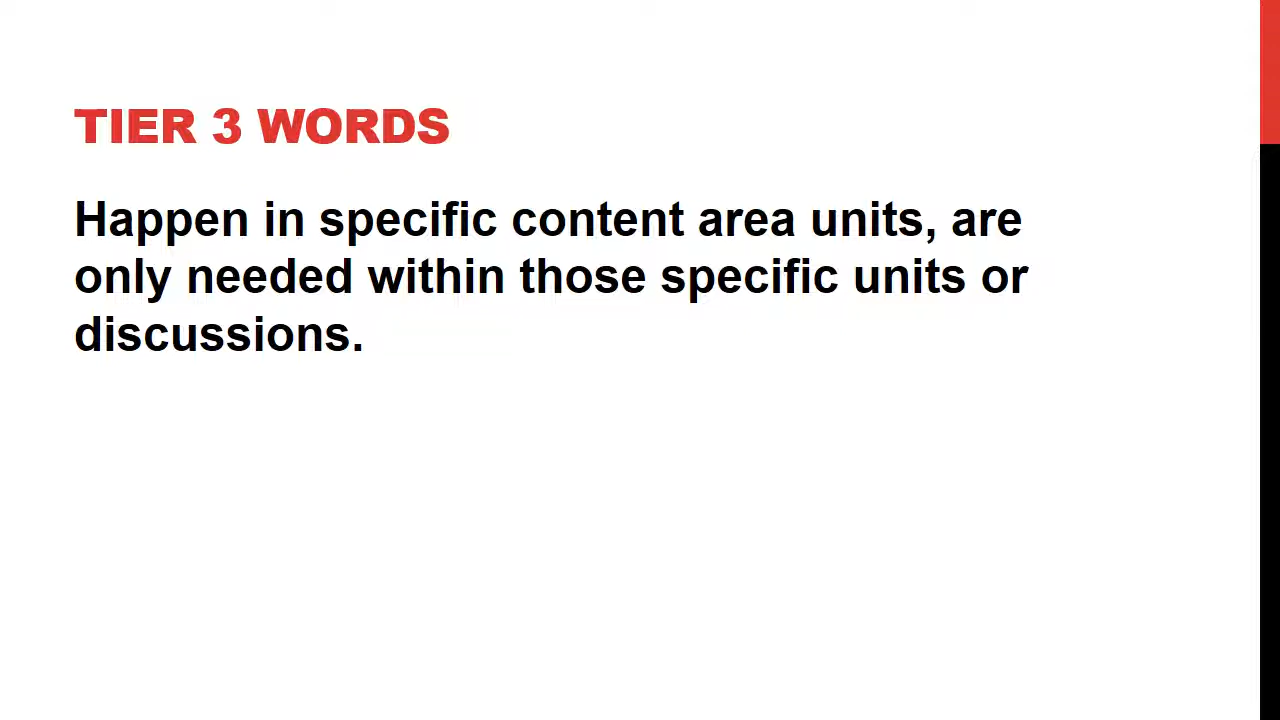 TIER 3 WORDS
Happen in specific content area units, are
only needed within those specific units or
discussions.